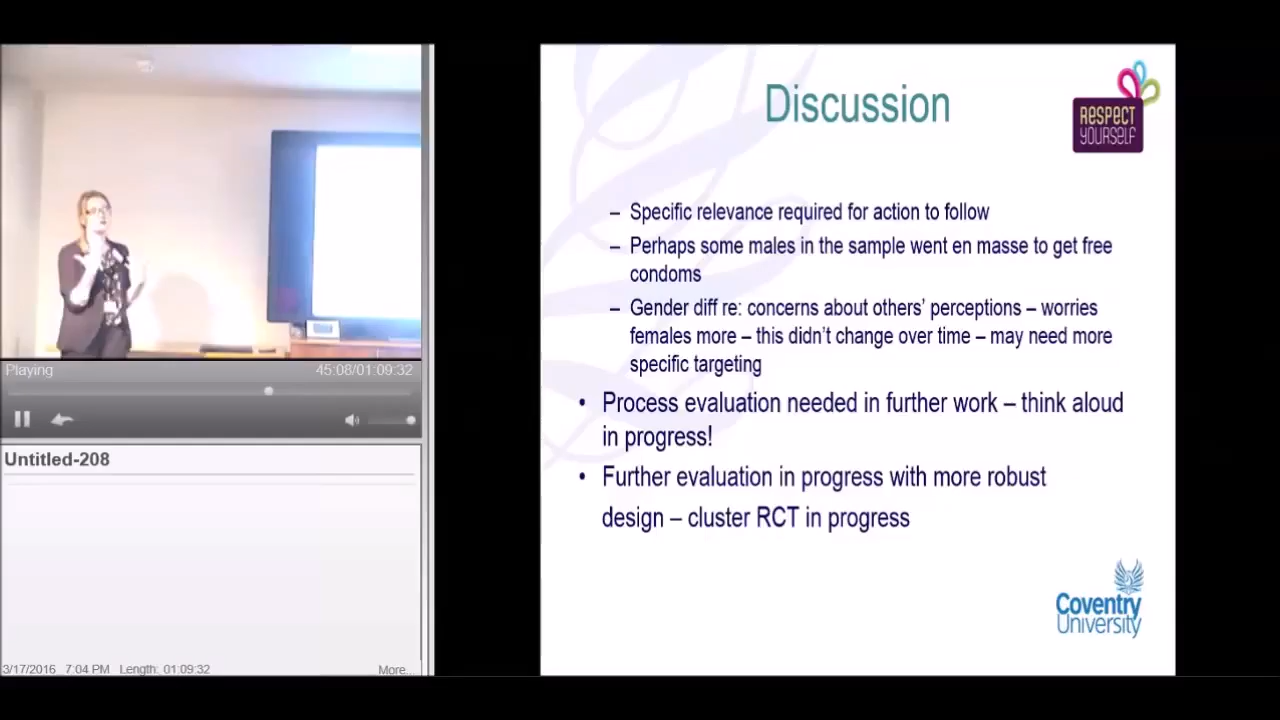 Discussion
RESPECT
YOURSELF
– Specific relevance required for action to follow
– Perhaps some males in the sample went en masse to get free
condoms
– Gender diff re: concerns about others’ perceptions – worries
females more – this didn’t change over time – may need more
specific targeting
• Process evaluation needed in further work – think aloud
in progress!
• Further evaluation in progress with more robust
design – cluster RCT in progress
Coventry
University
Playing
45:08/01:09:32
Untitled-208
3/17/2016 7:04 PM Length: 01:09:32
More...